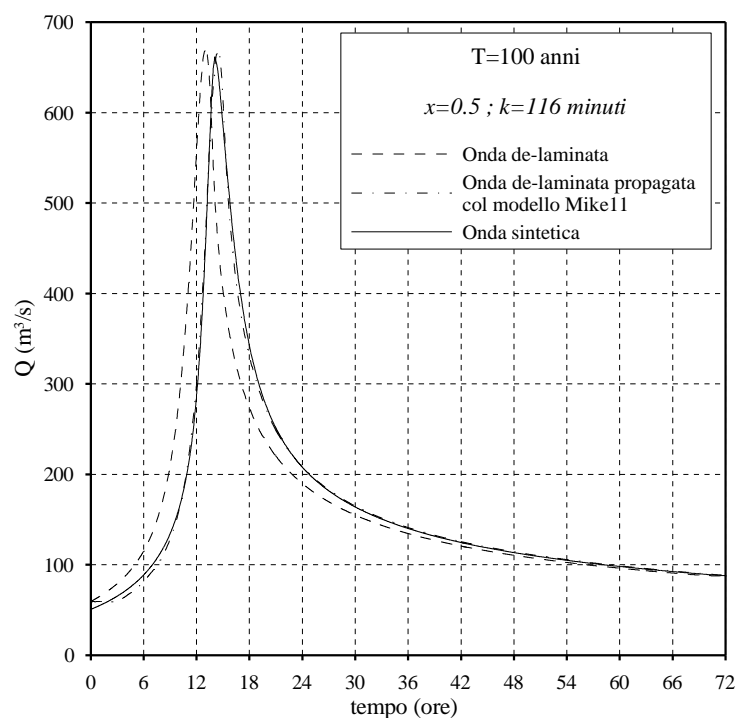 700
600
500
400
300
200
100
0
Q (m³/s)
T=100 anni
x=0.5 ; k=116 minuti
Onda de-laminata
Onda de-laminata propagata
col modello Mike11
Onda sintetica
0 6 12 18 24 30 36 42 48 54 60 66 72
tempo (ore)